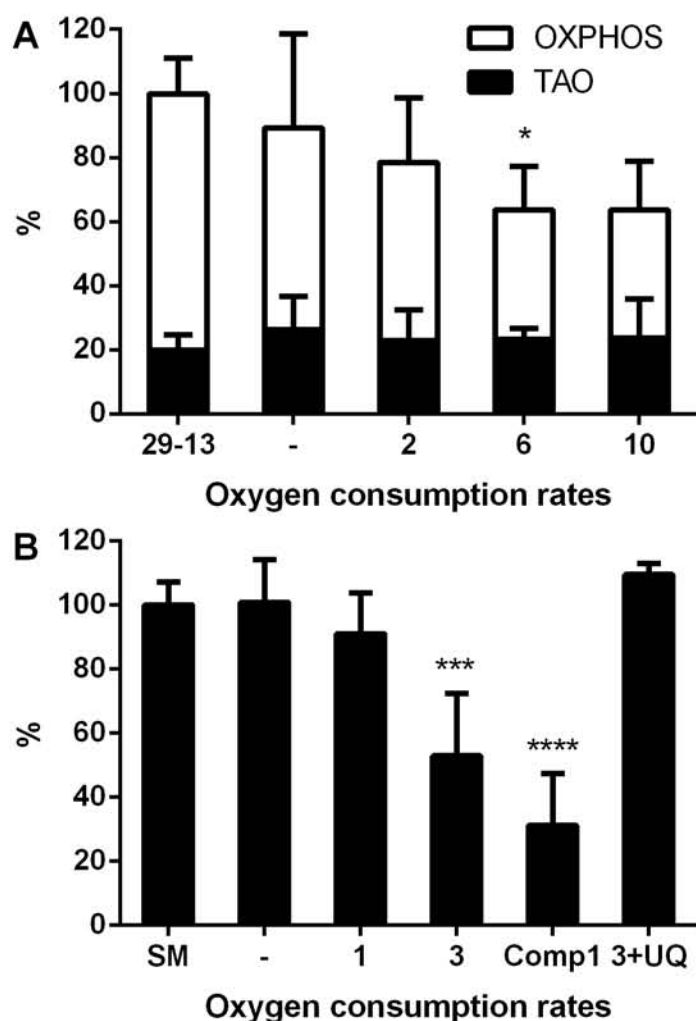 A
120
OXPHOS
TAO
100
80
*
60
%
40
20
0
29-13 - 2 6 10
Oxygen consumption rates
B
120
100
80
***
60
%
****
40
20
0
SM - 1 3 Comp1 3+UQ
Oxygen consumption rates